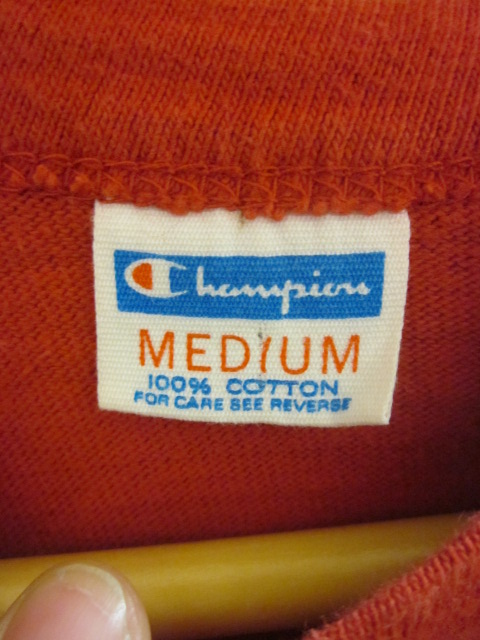 Champion
MEDIUM
100% COTTON
FOR CARE SEE REVERSE